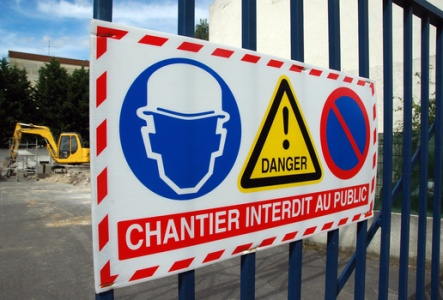 DANGER
CHANTIER INTERDIT AU PUBLIC